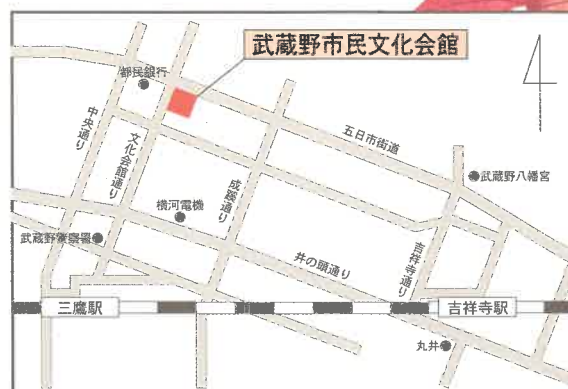 武蔵野市民文化会館
都民銀行
中央通り
文化会館通り
五日市街道
成蹊通り
武蔵野八幡宮
横河電機
武蔵野警察署
井の頭通り
吉祥寺通り
三鷹駅
吉祥寺駅
丸井